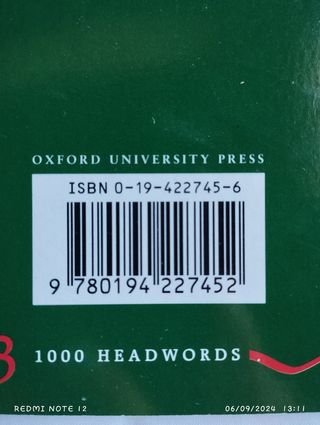 OXFORD UNIVERSITY PRESS
ISBN 0-19-422745-6
9 780194 227452
3 1000 HEADWORDS
REDMI NOTE 12 06/09/2024 13:11